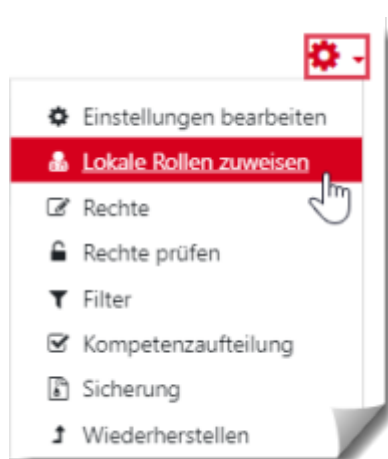 Einstellungen bearbeiten
Lokale Rollen zuweisen
Rechte
Rechte prüfen
Filter
Kompetenzaufteilung
Sicherung
Wiederherstellen